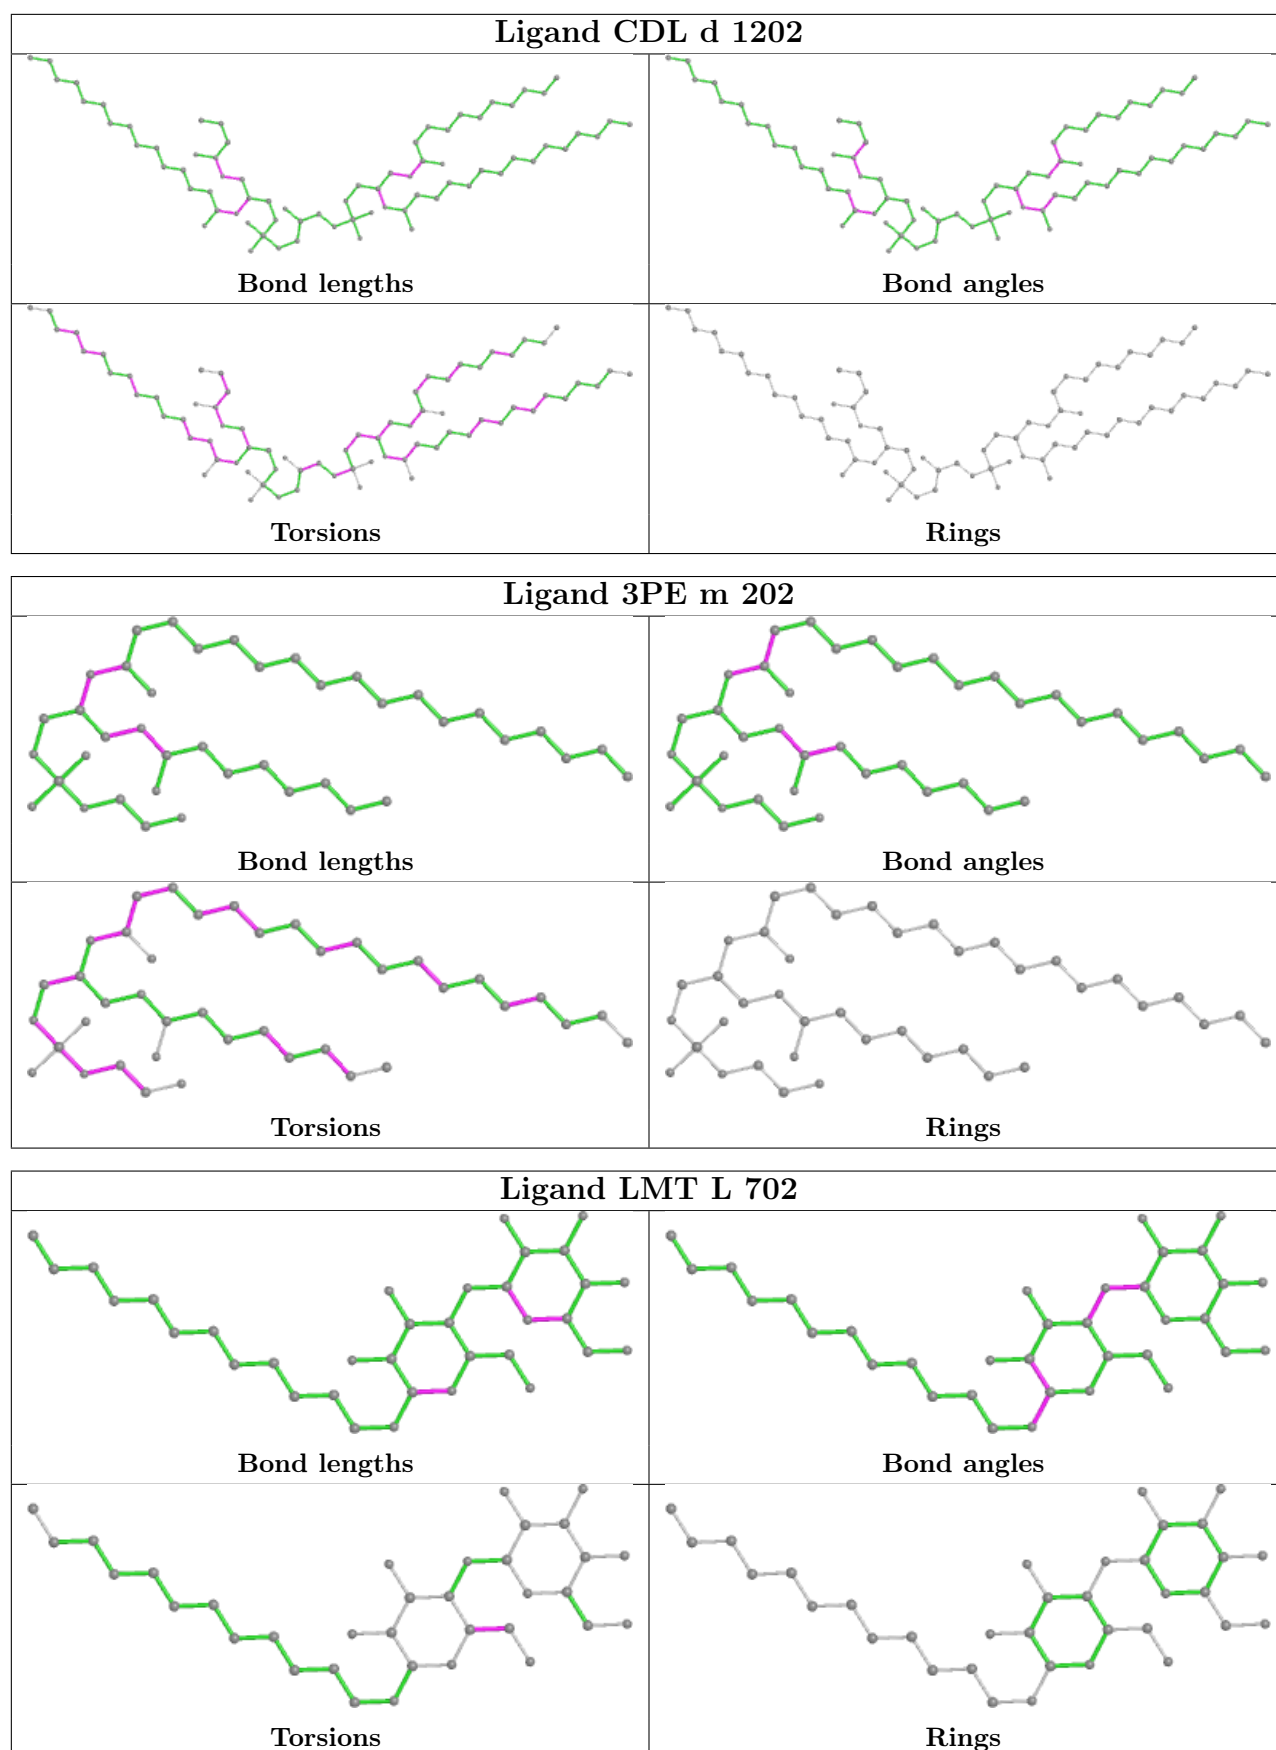 Ligand CDL d 1202
Bond lengths
Bond angles
Torsions
Rings
Ligand 3PE m 202
Bond lengths
Bond angles
Torsions
Rings
Ligand LMT L 702
Bond lengths
Bond angles
Torsions
Rings